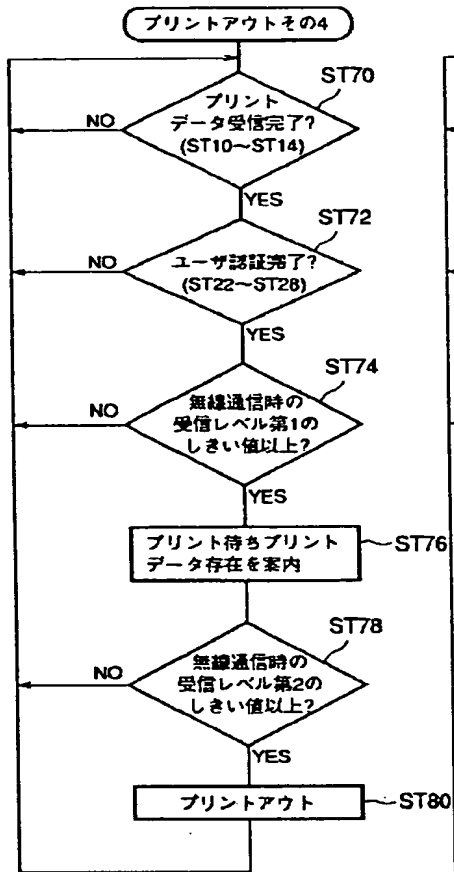 プリントアウトその4
ST70
プリント
データ受信完了?
(ST10〜ST14)
NO
YES
ST72
ユーザ認証完了?
(ST22〜ST28)
NO
YES
ST74
無線通信時の
受信レベル第1の
しきい値以上?
NO
YES
プリント待ちプリント
データ存在を案内
ST76
ST78
無線通信時の
受信レベル第2の
しきい値以上?
NO
YES
プリントアウト
ST80